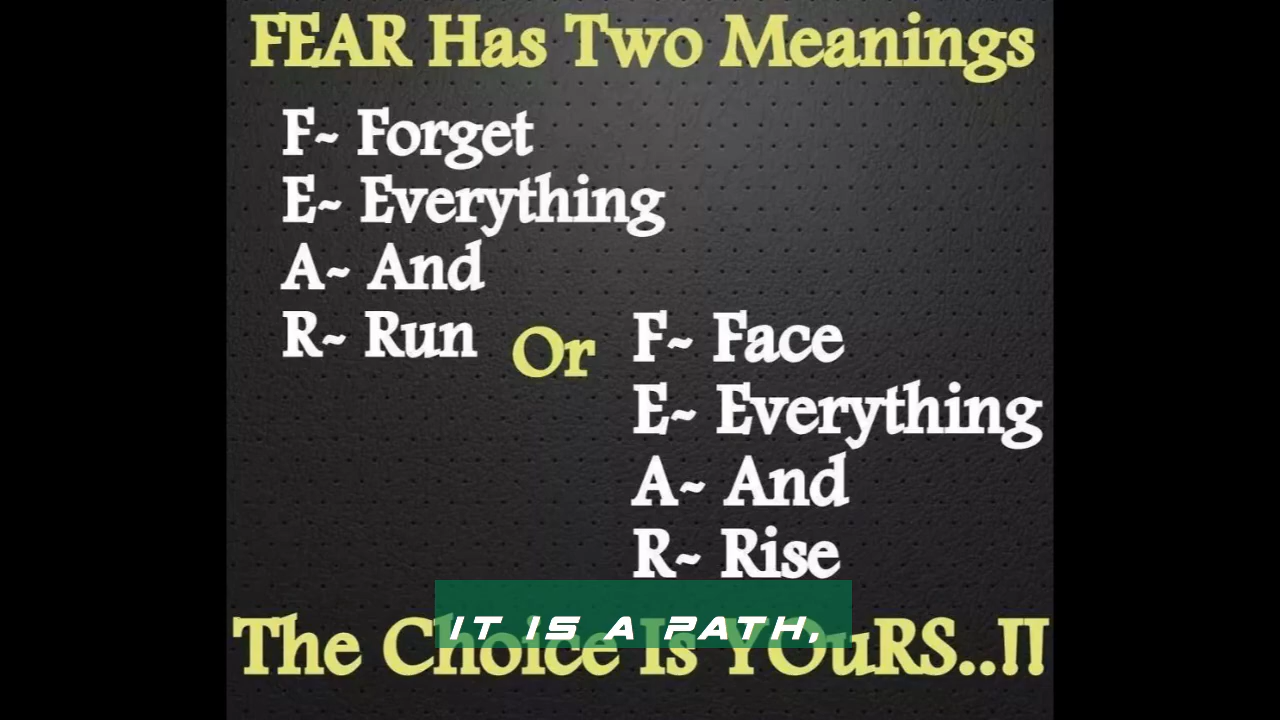 FEAR Has Two Meanings
F~ Forget
E~ Everything
A~ And
R~ Run
Or
F~ Face
E~ Everything
A~ And
R~ Rise
The Choice Is YOuRS..!!
IT IS A PATH,